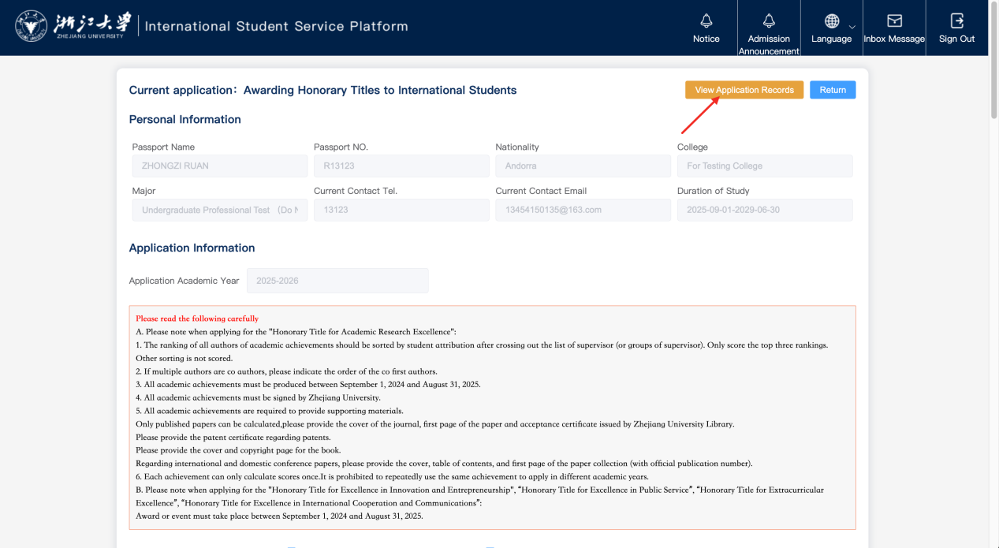 浙江大学
ZHEJIANG UNIVERSITY
International Student Service Platform
Notice
Admission
Announcement
Language
Inbox Message
Sign Out
Current application: Awarding Honorary Titles to International Students
View Application Records
Return
Personal Information
Passport Name
Passport NO.
Nationality
College
ZHONGZI RUAN
R13123
Andorra
For Testing College
Major
Current Contact Tel.
Current Contact Email
Duration of Study
Undergraduate Professional Test （Do N
13123
13454150135@163.com
2025-09-01-2029-06-30
Application Information
Application Academic Year
2025-2026
Please read the following carefully
A. Please note when applying for the "Honorary Title for Academic Research Excellence":
1. The ranking of all authors of academic achievements should be sorted by student attribution after crossing out the list of supervisor (or groups of supervisor). Only score the top three rankings.
Other sorting is not scored.
2. If multiple authors are co authors, please indicate the order of the co first authors.
3. All academic achievements must be produced between September 1, 2024 and August 31, 2025.
4. All academic achievements must be signed by Zhejiang University.
5. All academic achievements are required to provide supporting materials.
Only published papers can be calculated,please provide the cover of the journal, first page of the paper and acceptance certificate issued by Zhejiang University Library.
Please provide the patent certificate regarding patents.
Please provide the cover and copyright page for the book.
Regarding international and domestic conference papers, please provide the cover, table of contents, and first page of the paper collection (with official publication number).
6. Each achievement can only calculate scores once.It is prohibited to repeatedly use the same achievement to apply in different academic years.
B. Please note when applying for the "Honorary Title for Excellence in Innovation and Entrepreneurship", “Honorary Title for Excellence in Public Service”, “Honorary Title for Extracurricular
Excellence”, “Honorary Title for Excellence in International Cooperation and Communications”:
Award or event must take place between September 1, 2024 and August 31, 2025.